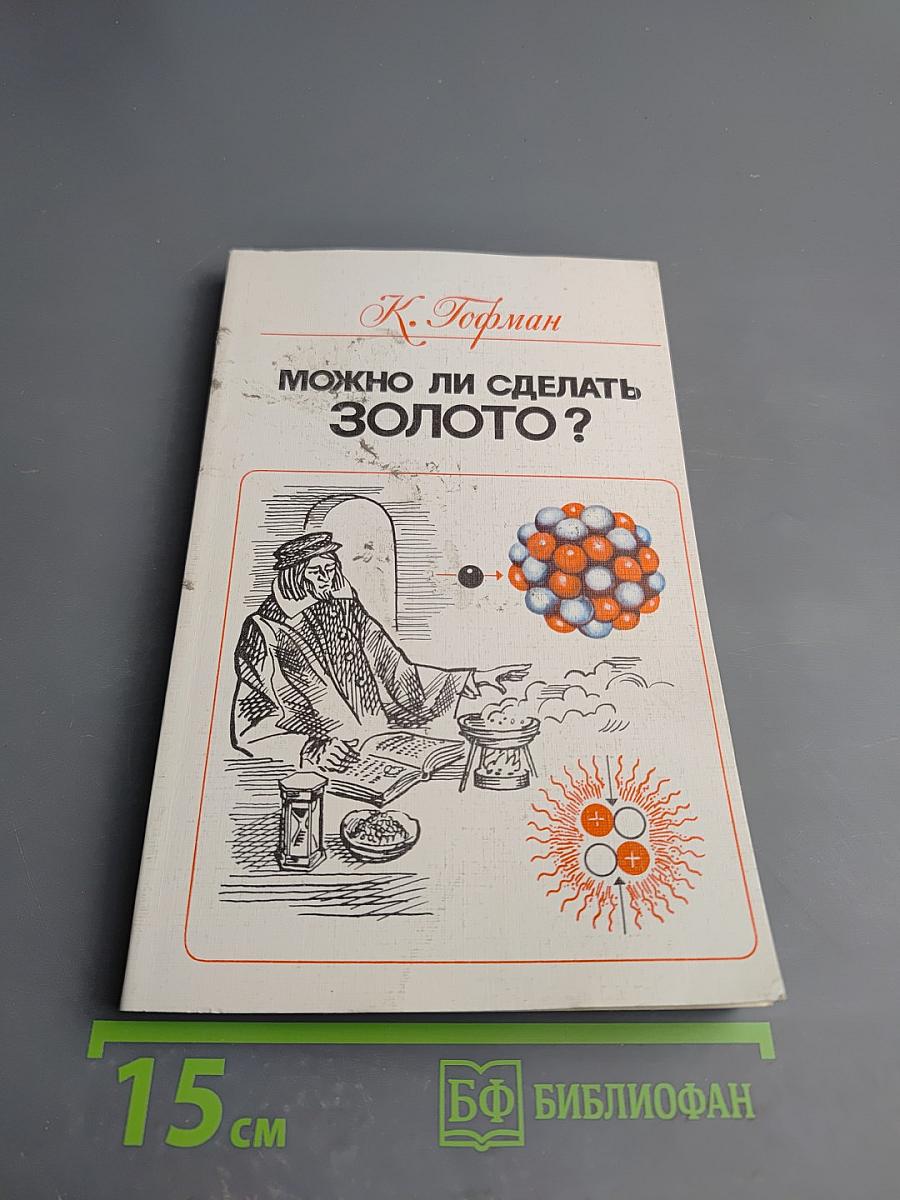 К. Гофман
МОЖНО ЛИ СДЕЛАТЬ
ЗОЛОТО?
+
+
15 см
БФ БИБЛИОФАН